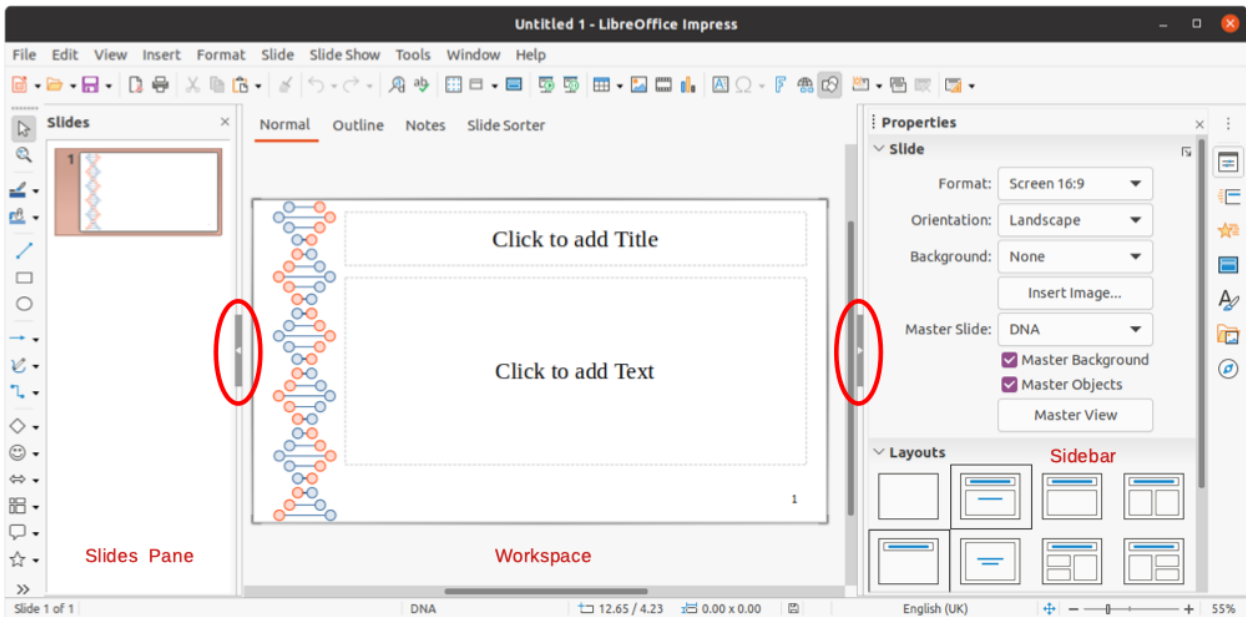 Untitled 1 - LibreOffice Impress
File Edit View Insert Format Slide Slide Show Tools Window Help
Slides
1
Slides Pane
Normal Outline Notes Slide Sorter
Click to add Title
Click to add Text
1
Workspace
Properties
Slide
Format: Screen 16:9
Orientation: Landscape
Background: None
Insert Image...
Master Slide: DNA
Master Background
Master Objects
Master View
Layouts
Sidebar
Slide 1 of 1 DNA 12.65 / 4.23 0.00 x 0.00 English (UK) 55%